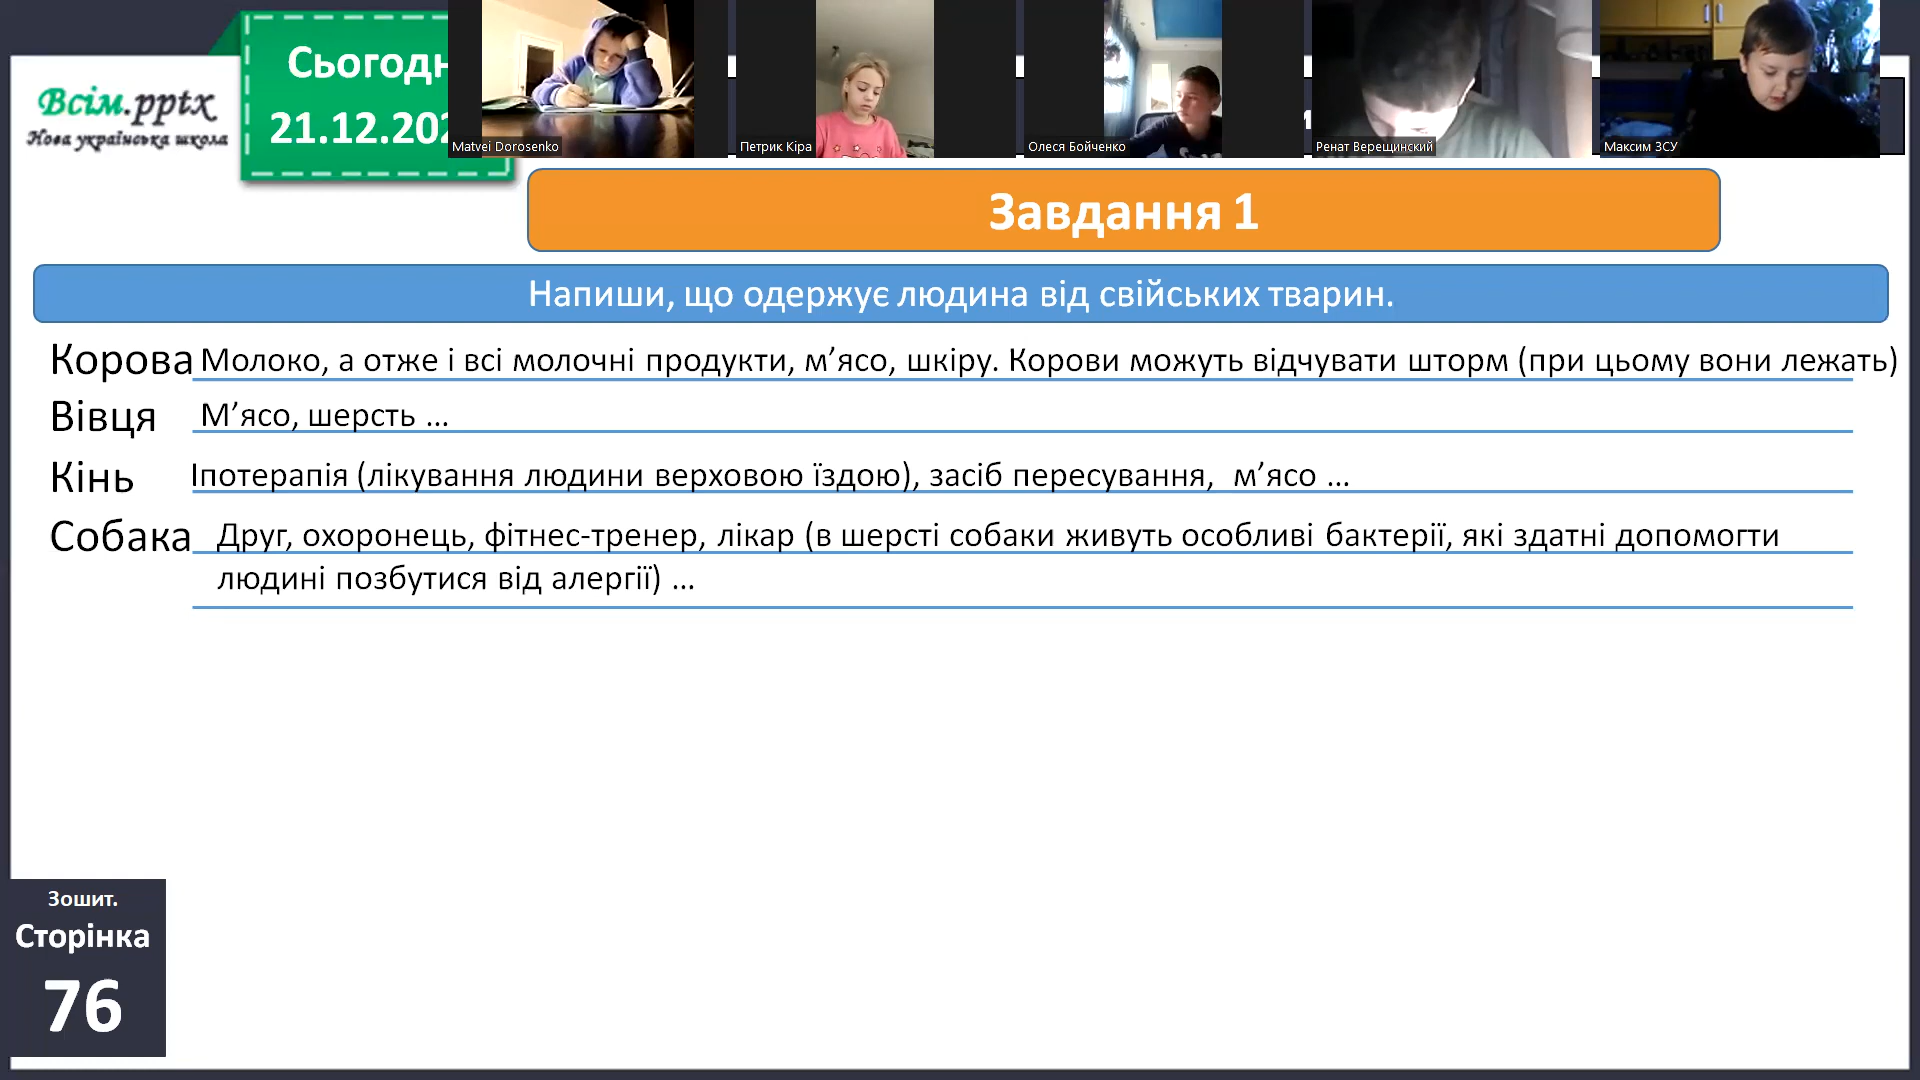 Сьогодн
21.12.202
Всім.pptx
Нова українська школа
Matvei Dorosenko
Петрик Кіра
Олеся Бойченко
Ренат Верещинский
Максим ЗСУ
Завдання 1
Напиши, що одержує людина від свійських тварин.
Корова Молоко, а отже і всі молочні продукти, м’ясо, шкіру. Корови можуть відчувати шторм (при цьому вони лежать)
Вівця М’ясо, шерсть ...
Кінь Іпотерапія (лікування людини верховою їздою), засіб пересування, м’ясо ...
Собака Друг, охоронець, фітнес-тренер, лікар (в шерсті собаки живуть особливі бактерії, які здатні допомогти
людині позбутися від алергії) ...
Зошит.
Сторінка
76